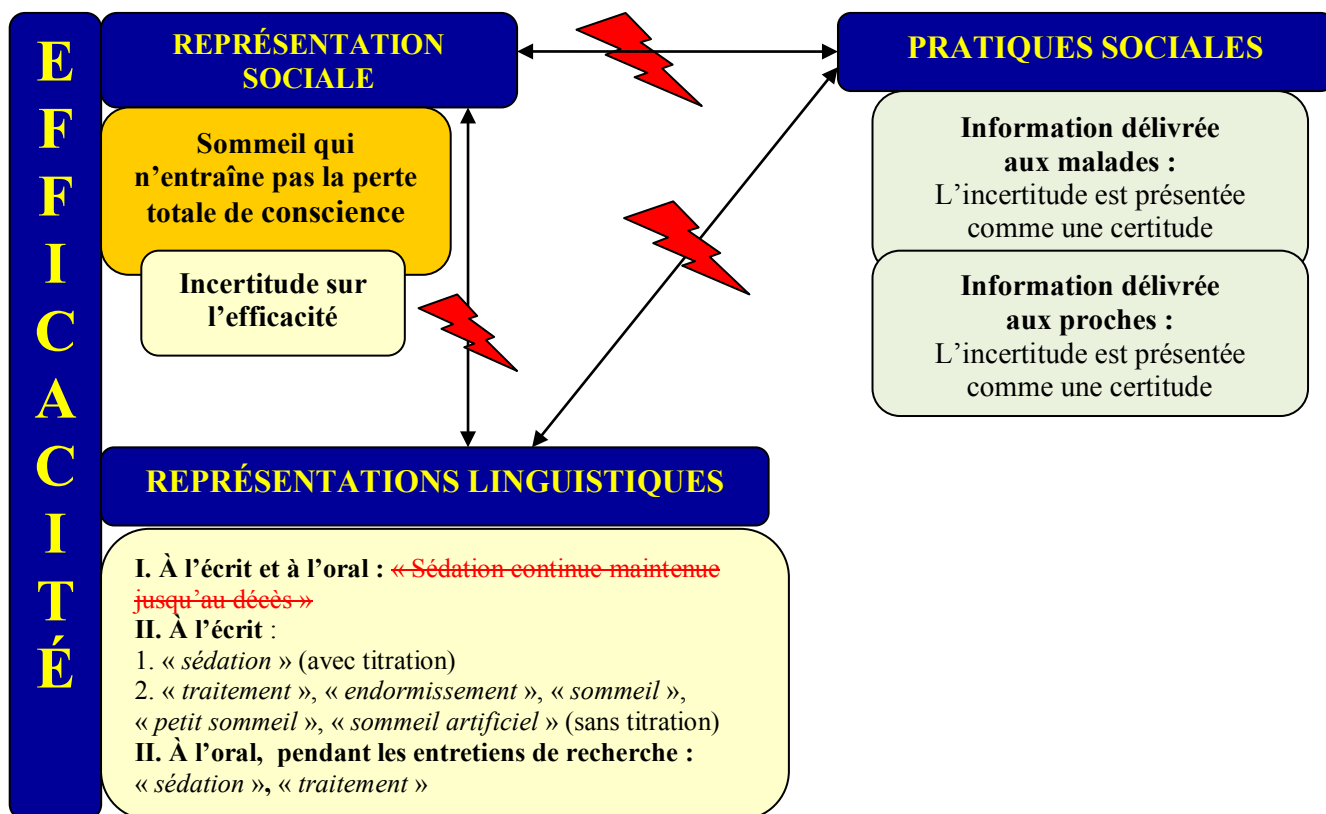 EFFICACITÉ
REPRÉSENTATION
SOCIALE
Sommeil qui
n'entraîne pas la perte
totale de conscience
Incertitude sur
l'efficacité
PRATIQUES SOCIALES
Information délivrée
aux malades :
L'incertitude est présentée
comme une certitude
Information délivrée
aux proches :
L'incertitude est présentée
comme une certitude
REPRÉSENTATIONS LINGUISTIQUES
I. À l'écrit et à l'oral : « Sédation continue maintenue
jusqu'au décès »
II. À l'écrit :
1. « sédation » (avec titration)
2. « traitement », « endormissement », « sommeil »,
« petit sommeil », « sommeil artificiel » (sans titration)
II. À l'oral, pendant les entretiens de recherche :
« sédation », « traitement »